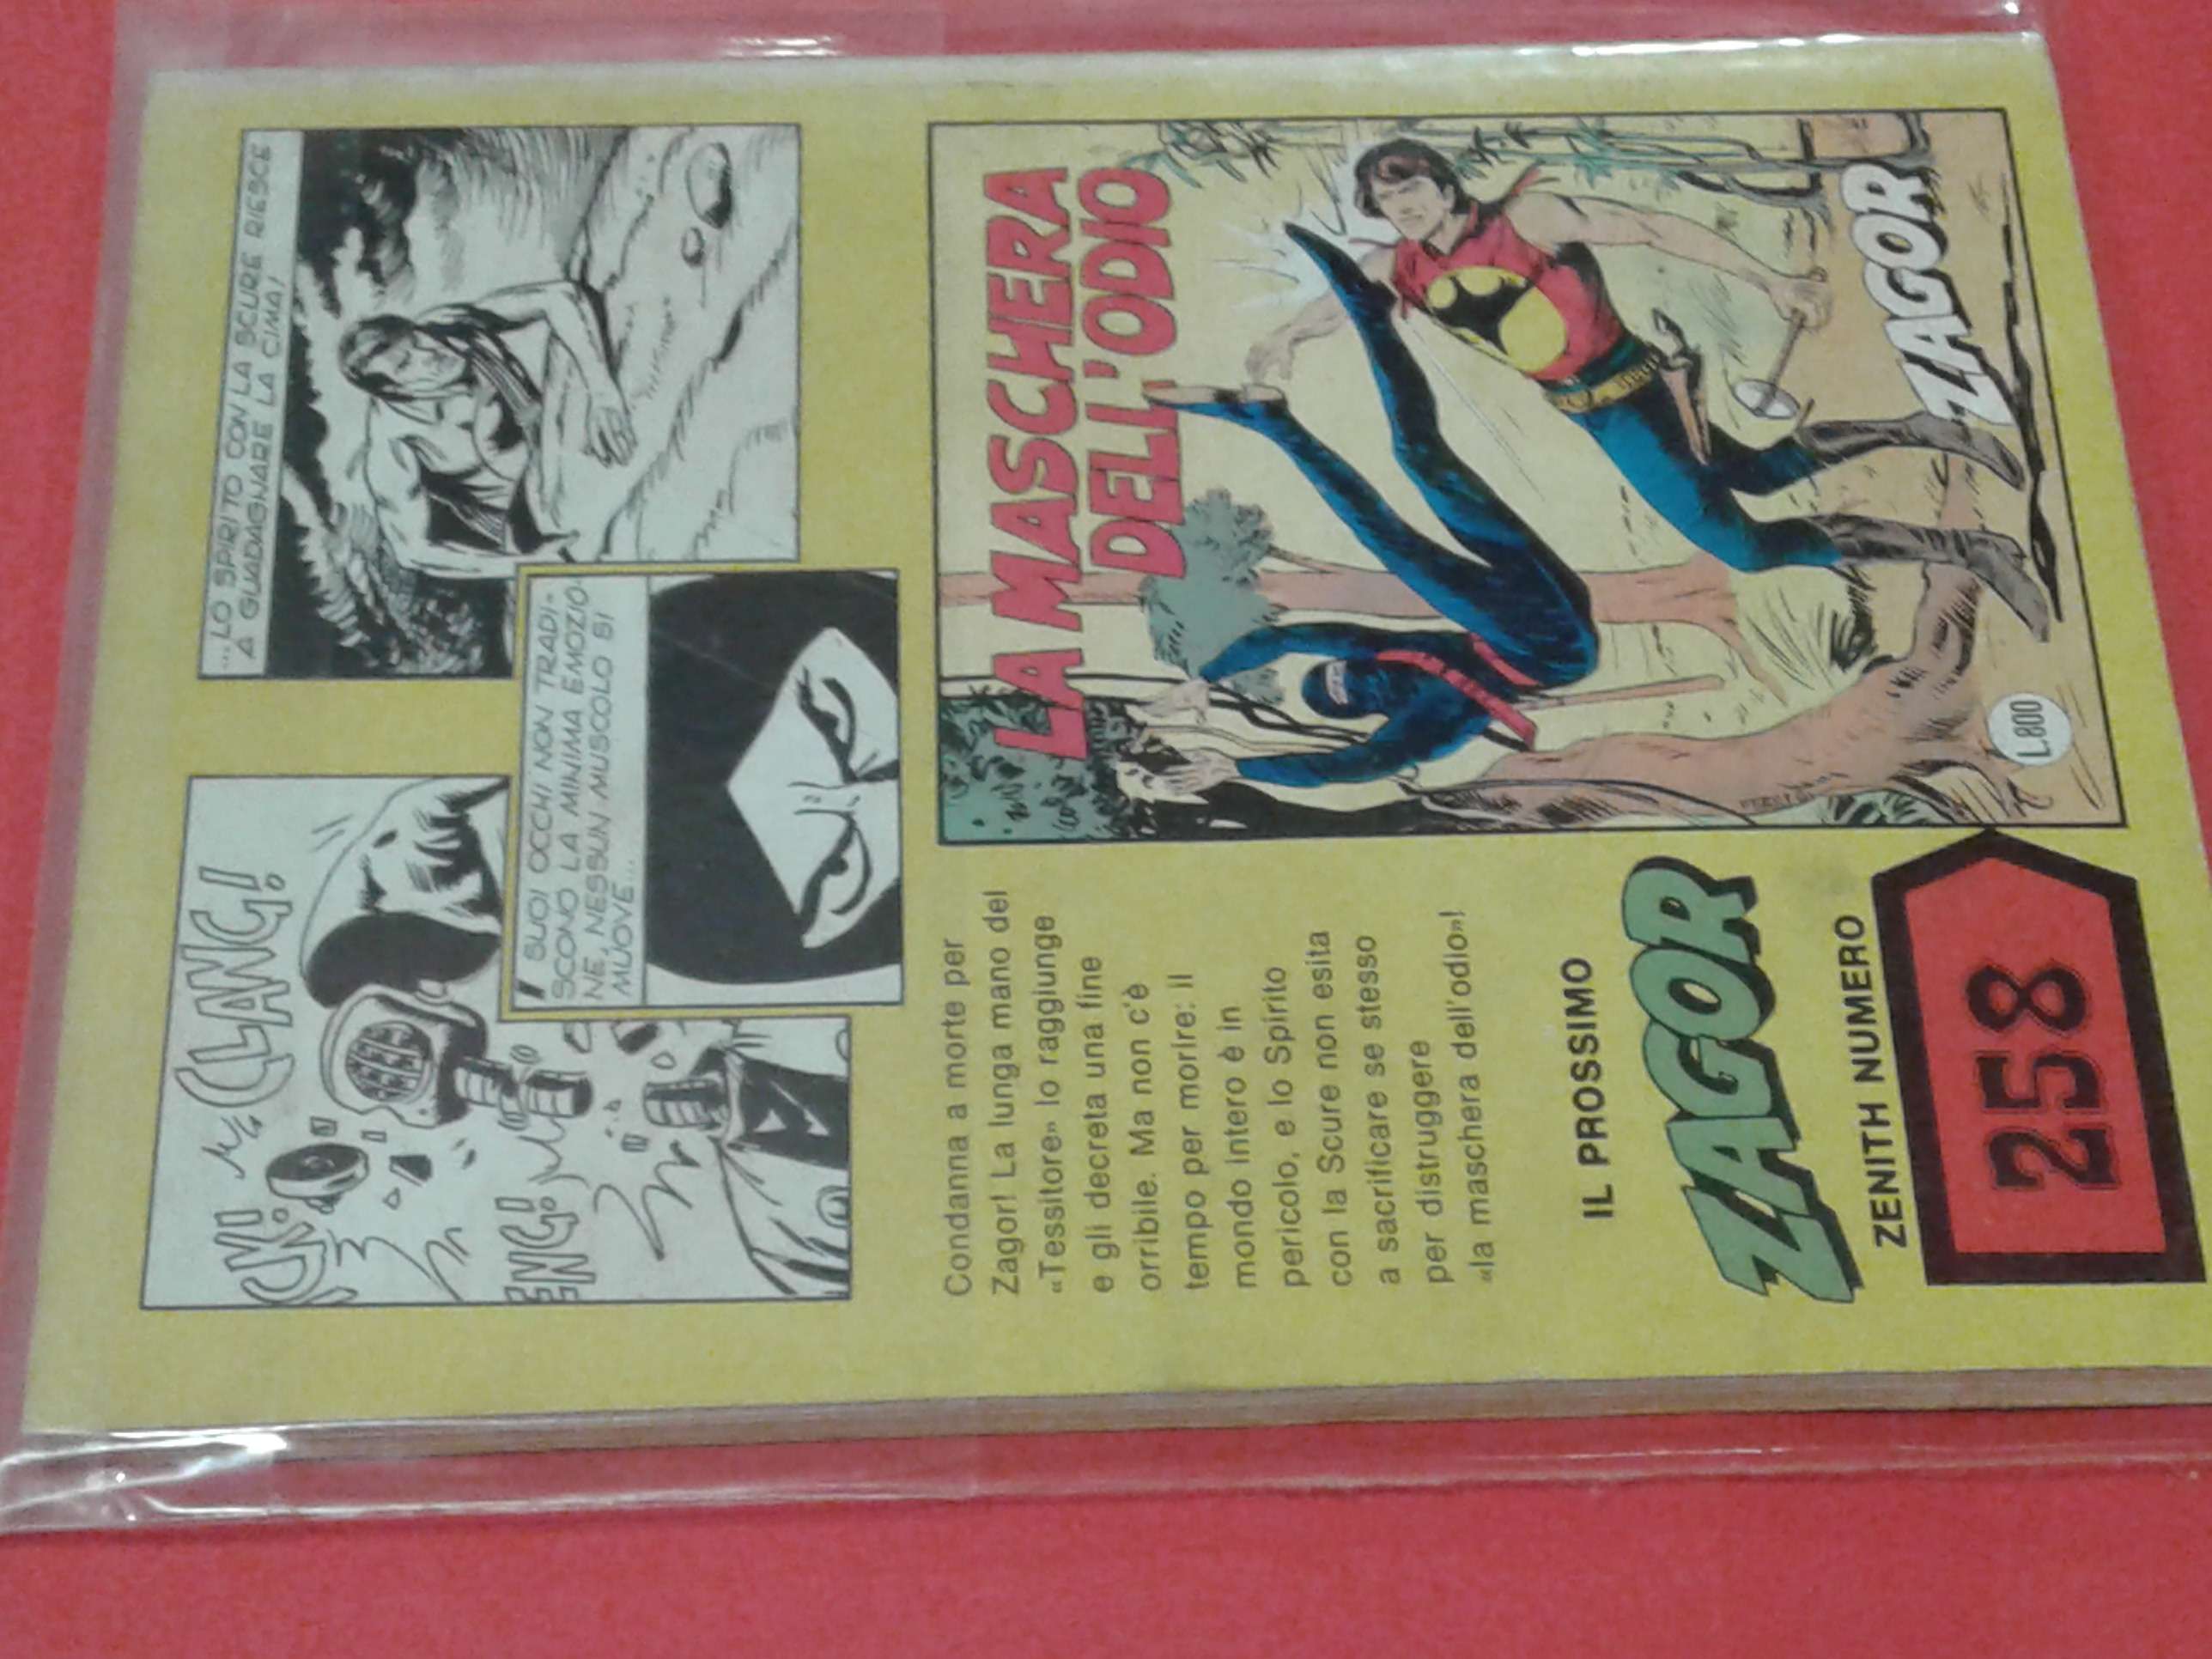 CLANG!
ENG!
...LO SPIRITO CON LA SCURE RIESCE
A GUADAGNARE LA CIMA!
I SUOI OCCHI NON TRADI-
SCONO LA MINIMA EMOZIO-
NE, NESSUN MUSCOLO SI
MUOVE...
Condanna a morte per
Zagor! La lunga mano del
«Tessitore» lo raggiunge
e gli decreta una fine
orribile. Ma non c'è
tempo per morire: il
mondo intero è in
pericolo, e lo Spirito
con la Scure non esita
a sacrificare se stesso
per distruggere
«la maschera dell'odio»!
IL PROSSIMO
ZAGOR
ZENITH NUMERO
258
LA MASCHERA
DELL'ODIO
L.800
ZAGOR